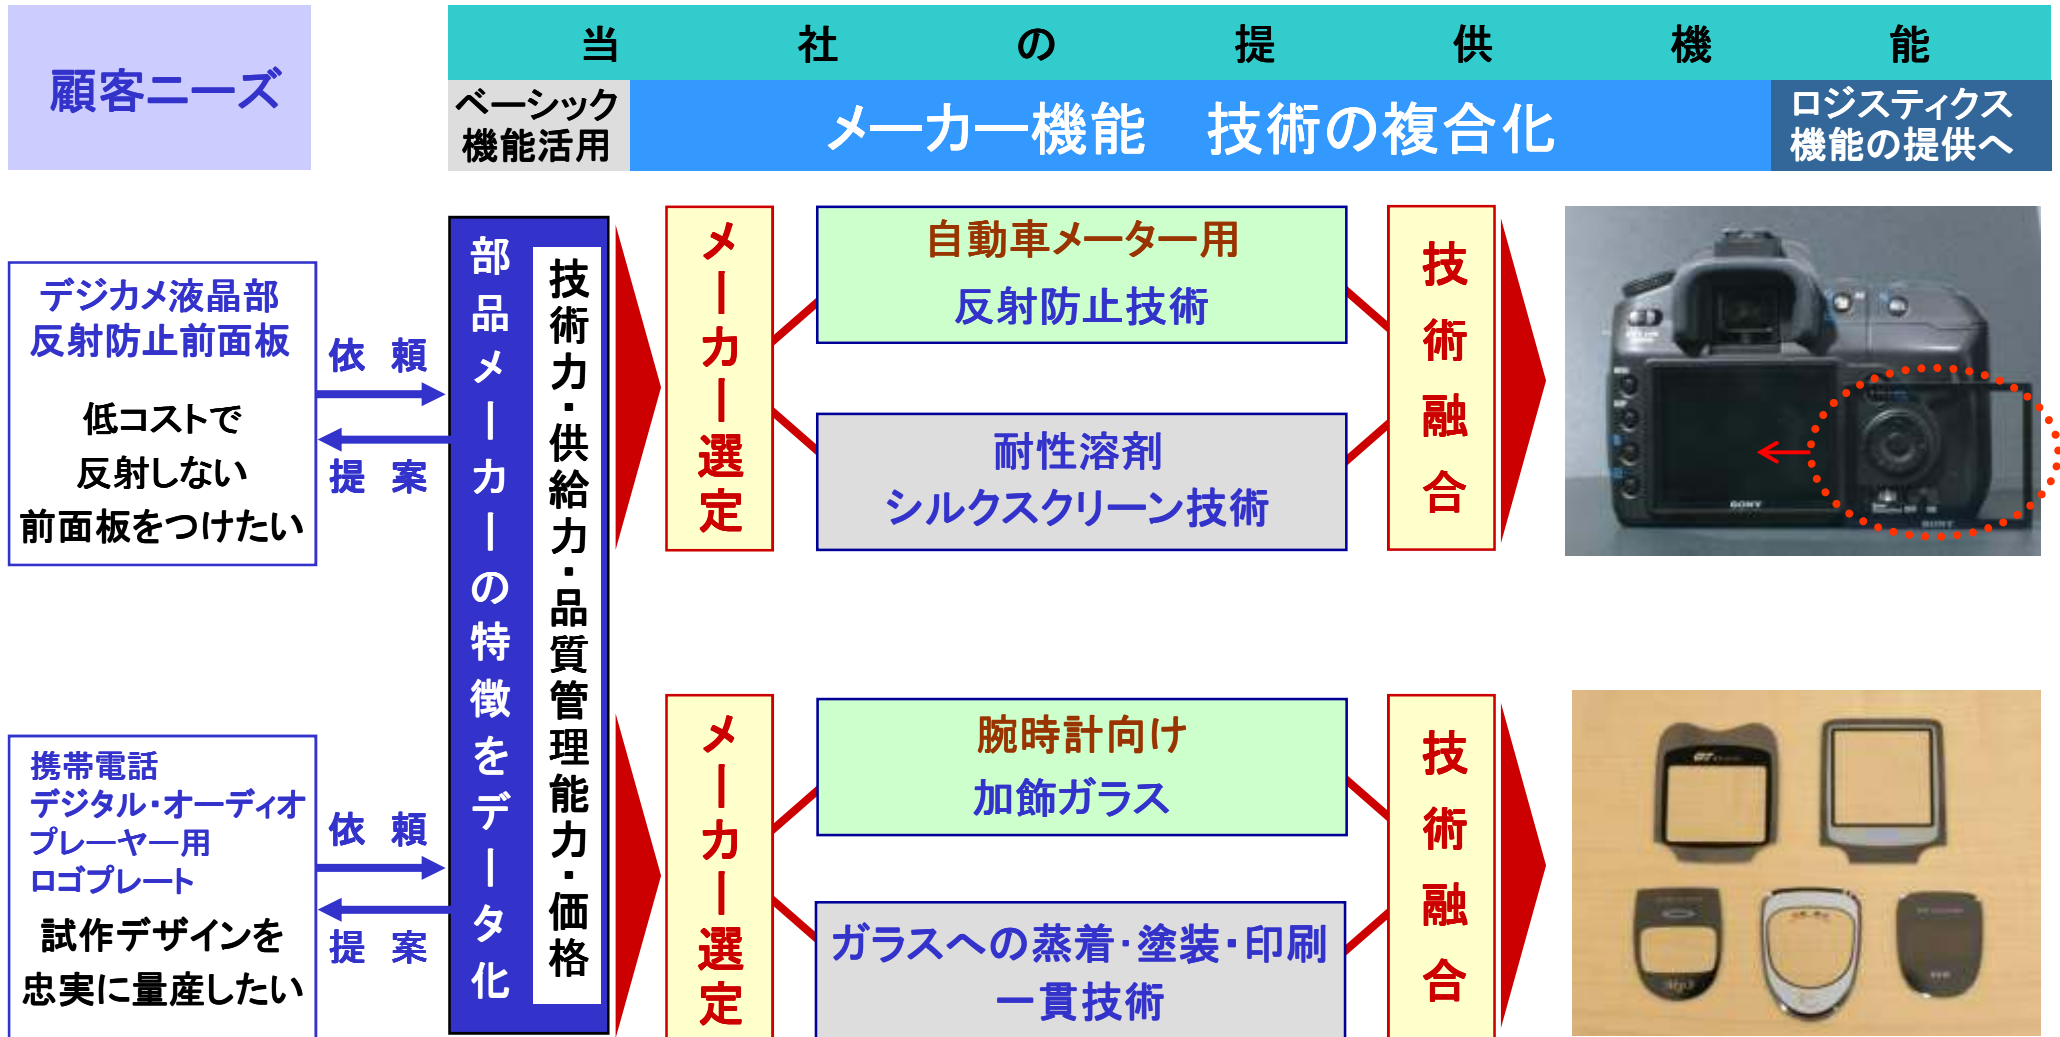 顧客ニーズ
当社の提供機能
ベーシック
機能活用
メーカー機能　技術の複合化
ロジスティクス
機能の提供へ
デジカメ液晶部
反射防止前面板
低コストで
反射しない
前面板をつけたい
依頼
提案
部品メーカーの特徴をデータ化
技術力・供給力・品質管理能力・価格
メーカー選定
自動車メーター用
反射防止技術
耐性溶剤
シルクスクリーン技術
技術融合
SONY
SONY
携帯電話
デジタル・オーディオ
プレーヤー用
ロゴプレート
試作デザインを
忠実に量産したい
依頼
提案
メーカー選定
腕時計向け
加飾ガラス
ガラスへの蒸着・塗装・印刷
一貫技術
技術融合